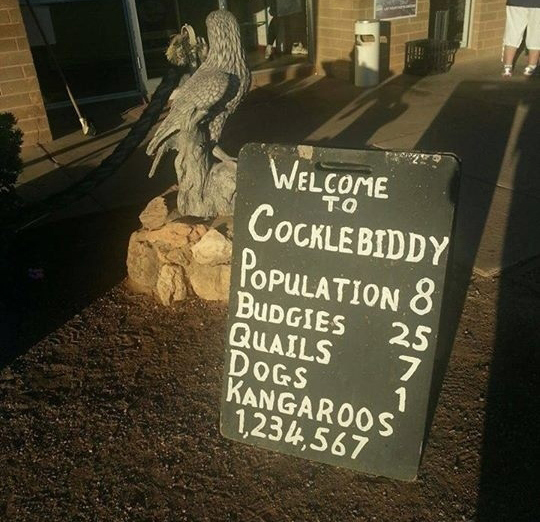 WELCOME
TO
COCKLEBIDDY
POPULATION 8
BUDGIES 25
QUAILS 7
DOGS 1
KANGAROOS
1,234,567